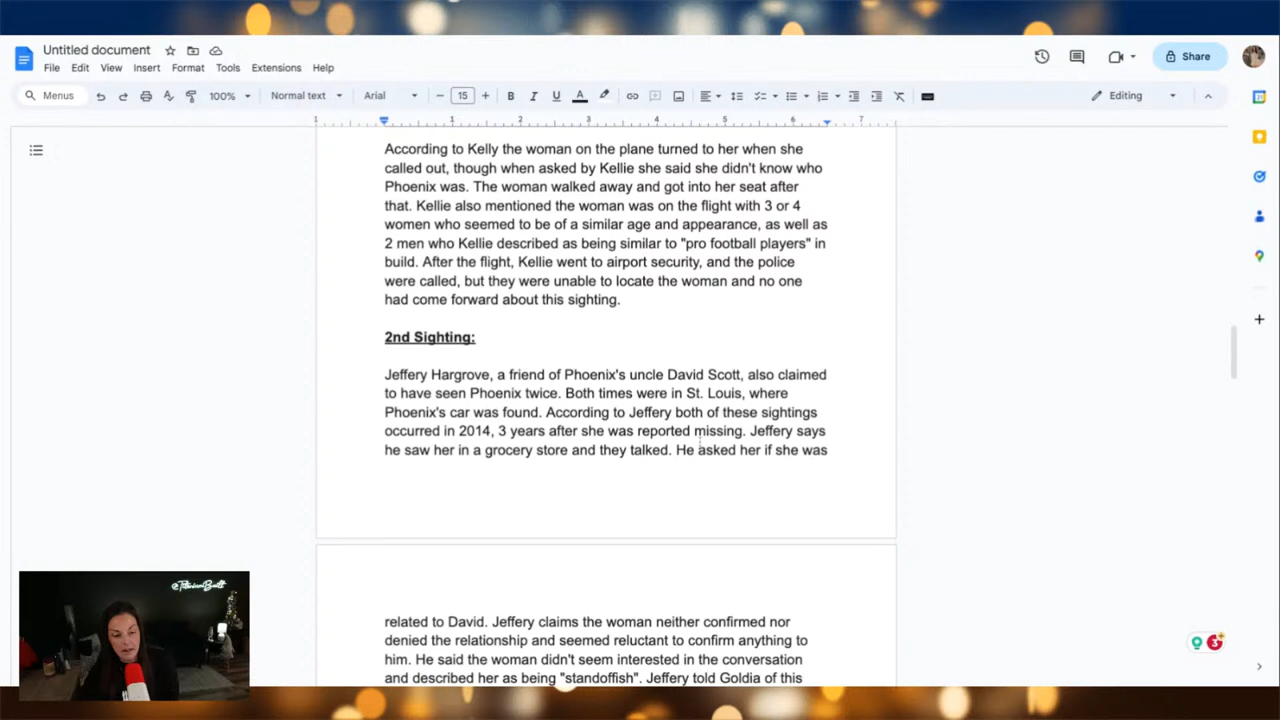 Untitled document
Share
File Edit View Insert Format Tools Extensions Help
Menus 100% Normal text Arial 15 B I U A Editing
1 1 2 3 4 5 6 7
According to Kelly the woman on the plane turned to her when she
called out, though when asked by Kellie she said she didn't know who
Phoenix was. The woman walked away and got into her seat after
that. Kellie also mentioned the woman was on the flight with 3 or 4
women who seemed to be of a similar age and appearance, as well as
2 men who Kellie described as being similar to "pro football players" in
build. After the flight, Kellie went to airport security, and the police
were called, but they were unable to locate the woman and no one
had come forward about this sighting.
2nd Sighting:
Jeffery Hargrove, a friend of Phoenix's uncle David Scott, also claimed
to have seen Phoenix twice. Both times were in St. Louis, where
Phoenix's car was found. According to Jeffery both of these sightings
occurred in 2014, 3 years after she was reported missing. Jeffery says
he saw her in a grocery store and they talked. He asked her if she was
related to David. Jeffery claims the woman neither confirmed nor
denied the relationship and seemed reluctant to confirm anything to
him. He said the woman didn't seem interested in the conversation
and described her as being "standoffish". Jeffery told Goldia of this
3